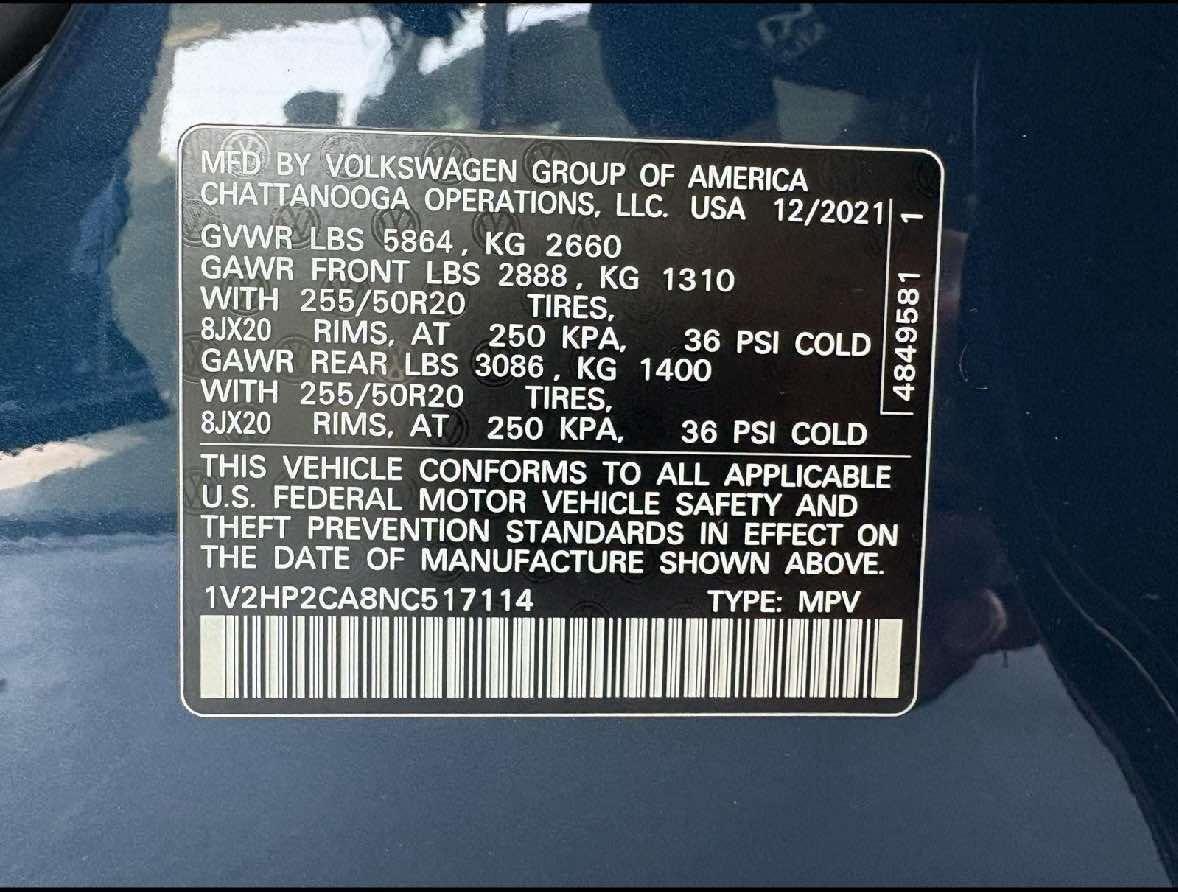 MFD BY VOLKSWAGEN GROUP OF AMERICA
CHATTANOOGA OPERATIONS, LLC. USA 12/2021
GVWR LBS 5864, KG 2660
GAWR FRONT LBS 2888, KG 1310
WITH 255/50R20 TIRES,
8JX20 RIMS, AT 250 KPA, 36 PSI COLD
GAWR REAR LBS 3086, KG 1400
WITH 255/50R20 TIRES,
8JX20 RIMS, AT 250 KPA, 36 PSI COLD
4849581 1
THIS VEHICLE CONFORMS TO ALL APPLICABLE
U.S. FEDERAL MOTOR VEHICLE SAFETY AND
THEFT PREVENTION STANDARDS IN EFFECT ON
THE DATE OF MANUFACTURE SHOWN ABOVE.
1V2HP2CA8NC517114 TYPE: MPV